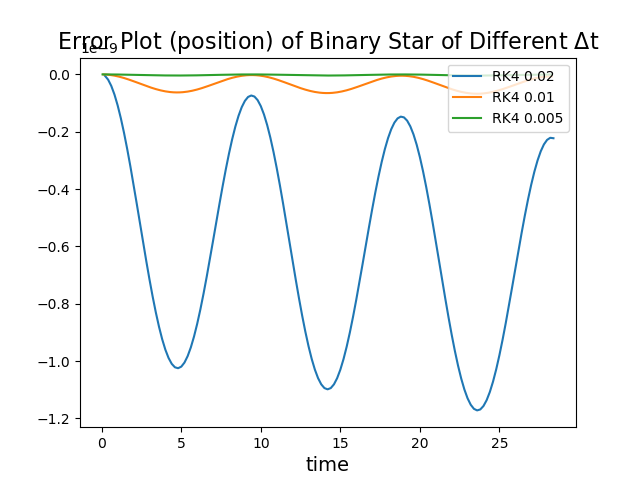 Error Plot (position) of Binary Star of Different Δt
1e−9
0.0
−0.2
−0.4
−0.6
−0.8
−1.0
−1.2
RK4 0.02
RK4 0.01
RK4 0.005
0 5 10 15 20 25
time